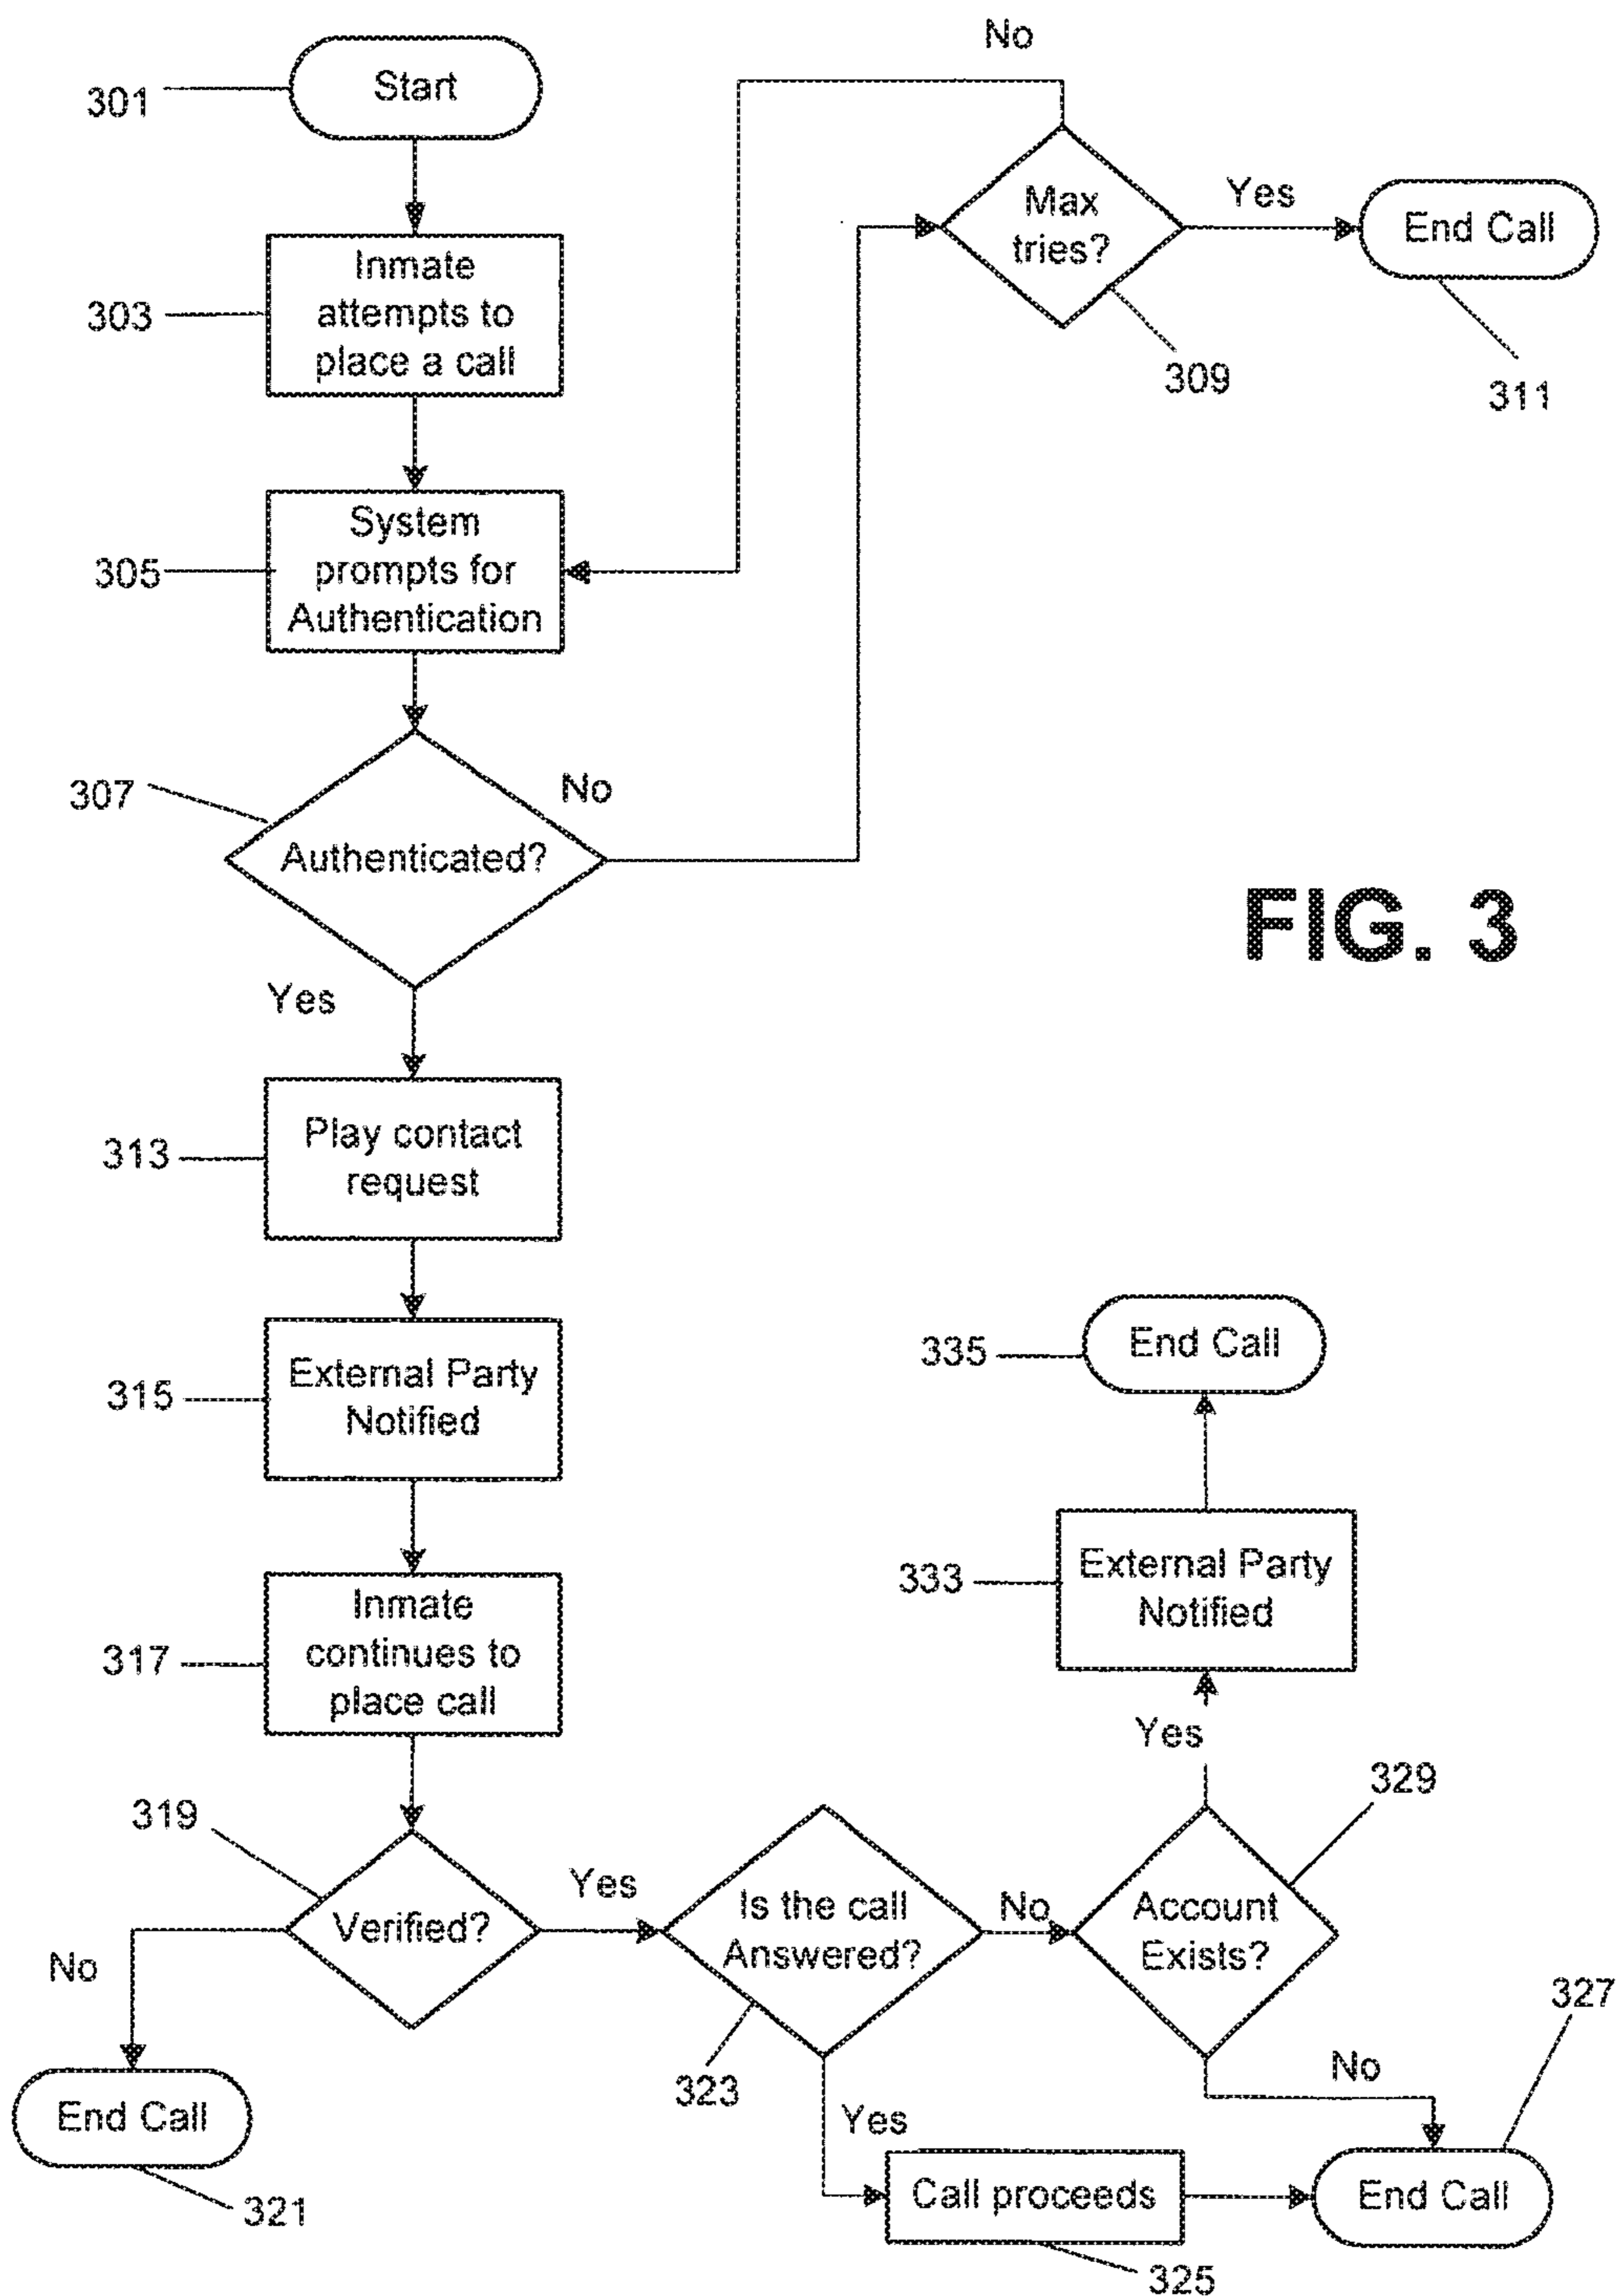 No
301
Start
Max
tries?
Yes
End Call
Inmate
attempts to
place a call
303
309
311
System
prompts for
Authentication
305
307
No
Authenticated?
FIG. 3
Yes
Play contact
request
313
External Party
Notified
315
335
End Call
Inmate
continues to
place call
317
333
External Party
Notified
Yes
329
319
Verified?
Yes
Is the call
Answered?
No
Account
Exists?
No
327
323
No
End Call
Yes
321
Call proceeds
End Call
325